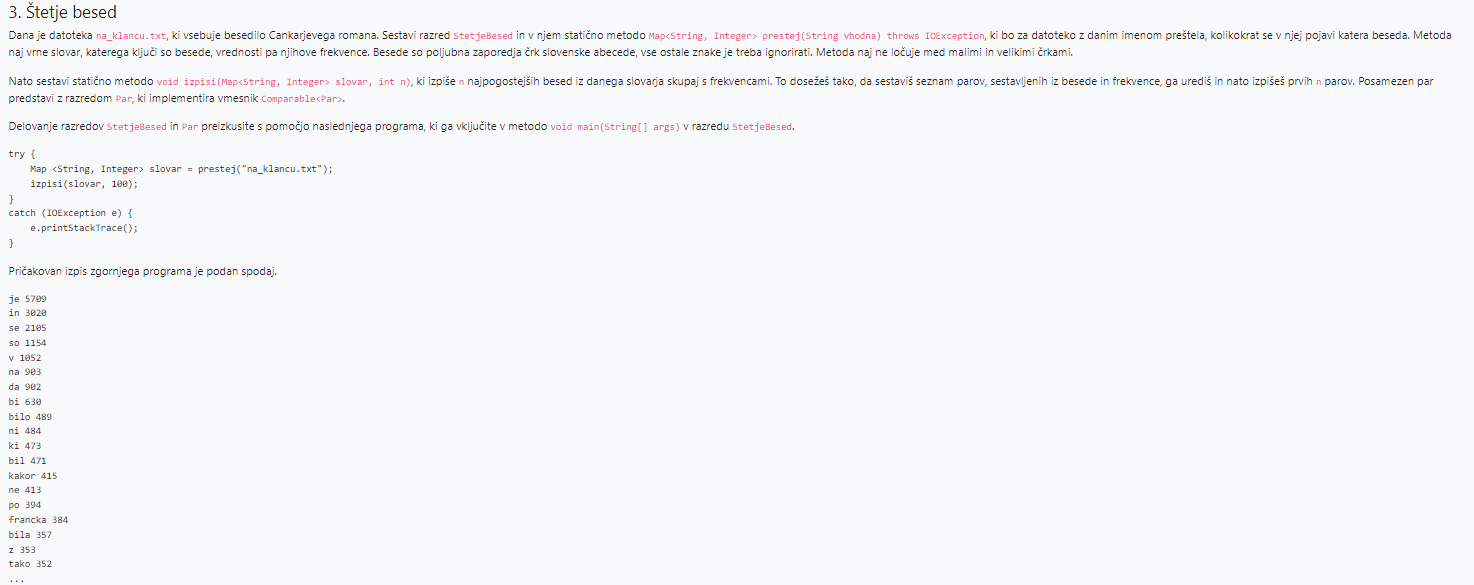 3. Štetje besed
Dana je datoteka na_klancu.txt, ki vsebuje besedilo Cankarjevega romana. Sestavi razred StetjeBesed in v njem statično metodo Map<String, Integer> prestej(String vhodna) throws IOException, ki bo za datoteko z danim imenom preštela, kolikokrat se v njej pojavi katera beseda. Metoda
naj vrne slovar, katerega ključi so besede, vrednosti pa njihove frekvence. Besede so poljubna zaporedja črk slovenske abecede, vse ostale znake je treba ignorirati. Metoda naj ne ločuje med malimi in velikimi črkami.
Nato sestavi statično metodo void izpisi(Map<String, Integer> slovar, int n), ki izpiše n najpogostejših besed iz danega slovarja skupaj s frekvencami. To dosežeš tako, da sestaviš seznam parov, sestavljenih iz besede in frekvence, ga urediš in nato izpišeš prvih n parov. Posamezen par
predstavi z razredom Par, ki implementira vmesnik Comparable<Par>.
Delovanje razredov StetjeBesed in Par preizkusite s pomočjo naslednjega programa, ki ga vključite v metodo void main(String[] args) v razredu StetjeBesed.
try {
Map <String, Integer> slovar = prestej("na_klancu.txt");
izpisi(slovar, 100);
}
catch (IOException e) {
e.printStackTrace();
}
Pričakovan izpis zgornjega programa je podan spodaj.
je 5709
in 3020
se 2105
so 1154
v 1052
na 903
da 902
bi 630
bilo 489
ni 484
ki 473
bil 471
kakor 415
ne 413
po 394
francka 384
bila 357
z 353
tako 352
...